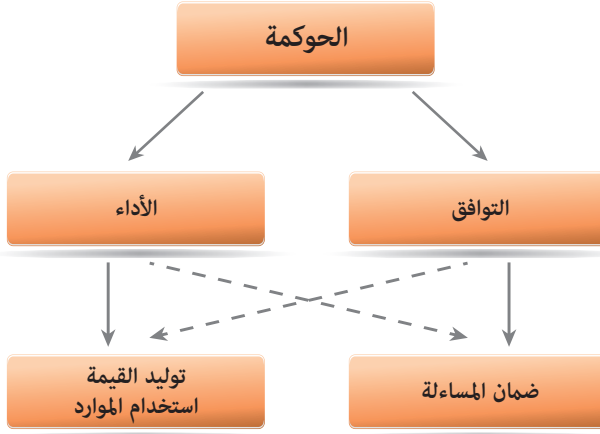 الحوكمة
التوافق
الأداء
ضمان المساءلة
توليد القيمة
استخدام الموارد